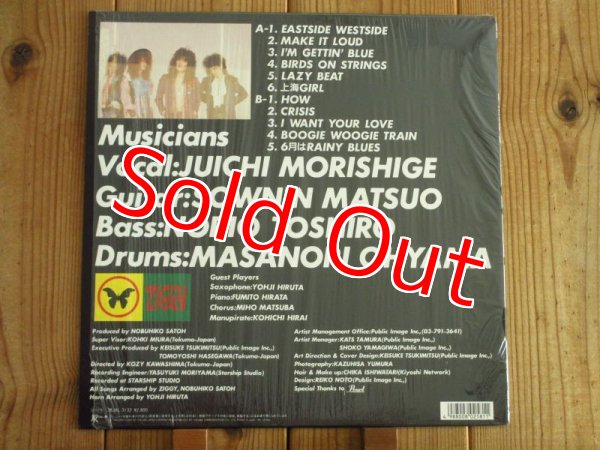 A-1. EASTSIDE WESTSIDE
2. MAKE IT LOUD
3. I'M GETTIN' BLUE
4. BIRDS ON STRINGS
5. LAZY BEAT
6. 上海GIRL
B-1. HOW
2. CRISIS
3. I WANT YOUR LOVE
4. BOOGIE WOOGIE TRAIN
5. 6月はRAINY BLUES
Musicians
Vocal:JUICHI MORISHIGE
MATSUO
Bass:
Drums:MASANORI
Sold Out
Guest Players
Saxophone:YOHJI HIRUTA
Piano:FUMITO HIRATA
Chorus:MIHO MATSUBA
Manupirate:KOHICHI HIRAI
Produced by NOBUHIKO SATOH
Super Visor:KOHKI MIURA(Tokuma-Japan)
Executive Produced by KEISUKE TSUKIMITSU(Public Image Inc.,)
TOMOYOSHI HASEGAWA(Tokuma-Japan)
Directed by KOZY KAWASHIMA(Tokuma-Japan)
Recording Engineer:YASUYUKI MORIYAMA(Starship Studio)
Recorded at STARSHIP STUDIO
All Songs Arranged by ZIGGY, NOBUHIKO SATOH
Horn Arranged by YOHJI HIRUTA
Artist Management Office:Public Image Inc.,(03-791-3641)
Artist Manager:KATS TAMURA(Public Image Inc.,)
SHOKO YAMAGIWA(Public Image Inc.,)
Art Direction & Cover Design:KEISUKE TSUKIMITSU(Public Image Inc.,)
Photography:KAZUHISA YUMURA
Hair & Make up:CHIKA ISHIWATARI(Kiyoshi Network)
Design:REIKO NOTO(Public Image Inc.,)
Special Thanks to Pearl